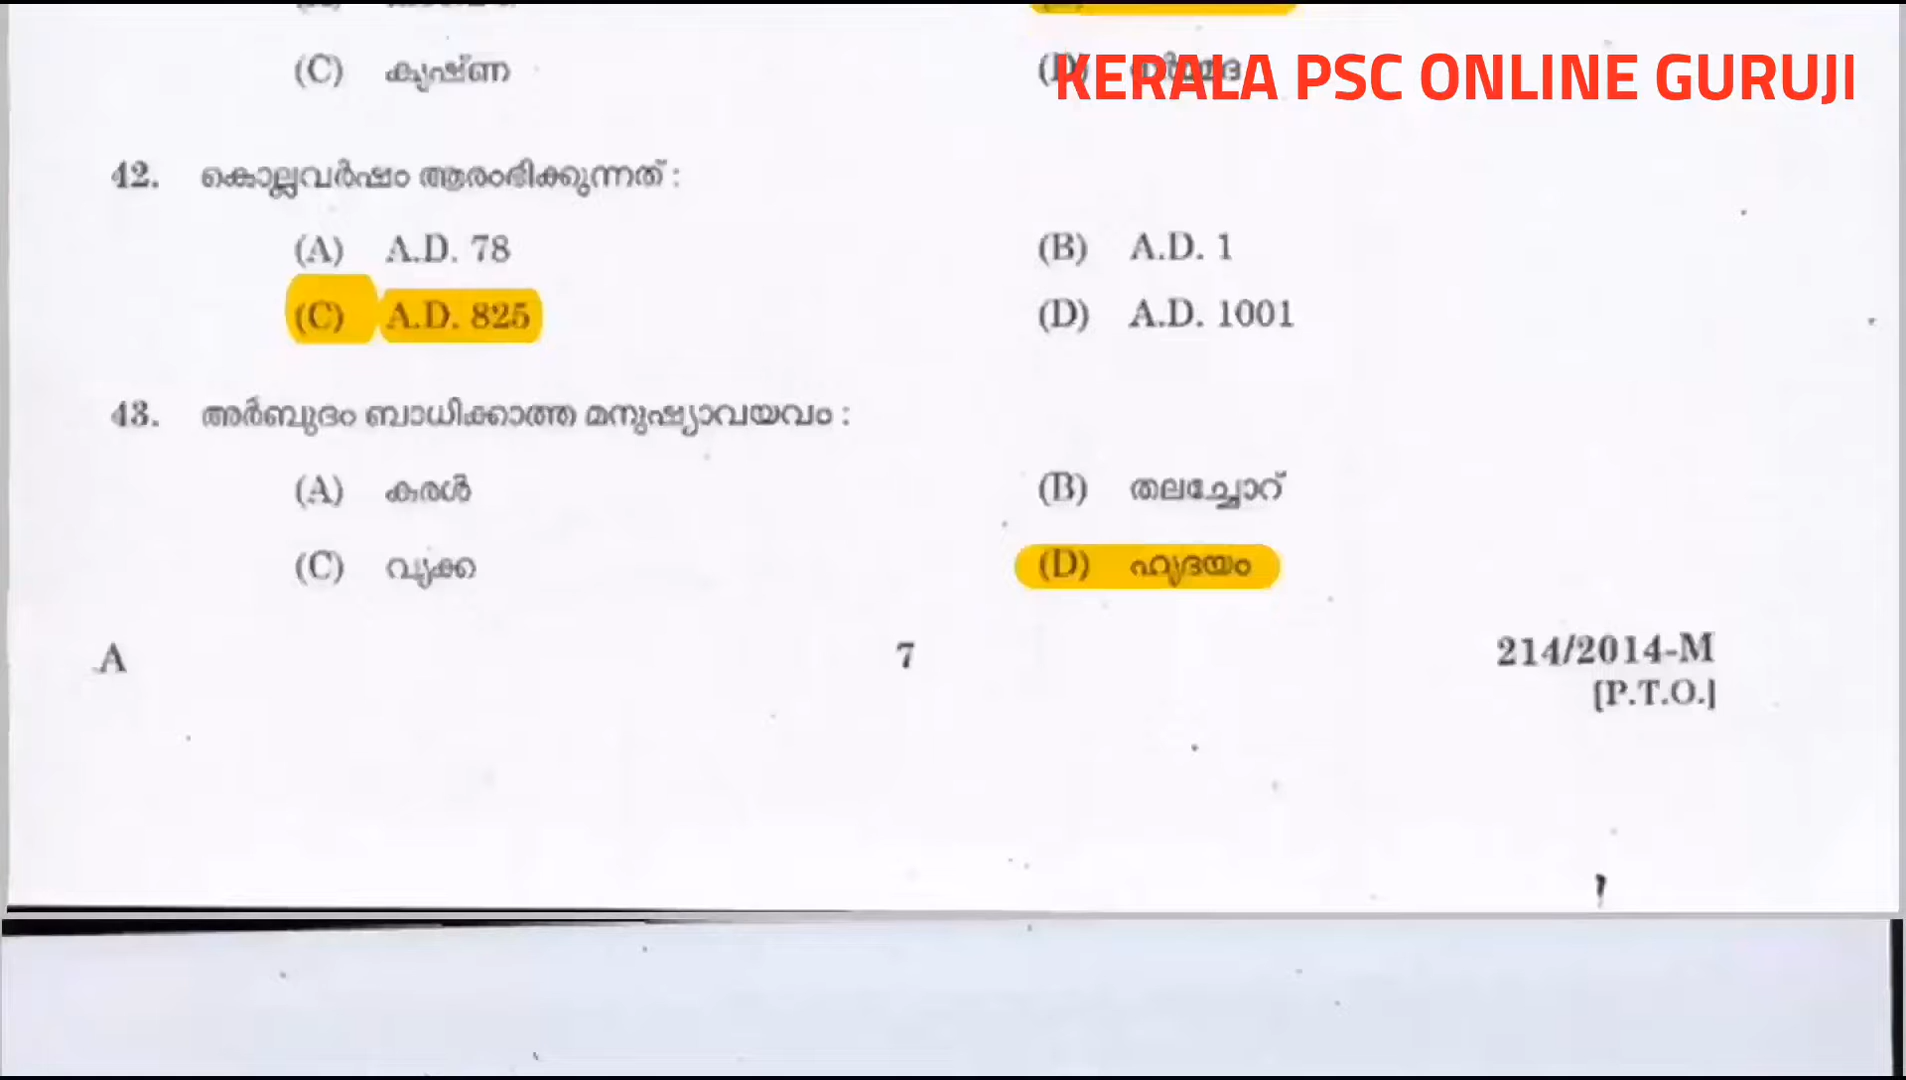 KERALA PSC ONLINE GURUJI
(C) കൃഷ്ണ
42. കൊല്ലവർഷം ആരംഭിക്കുന്നത് :
(A) A.D. 78 (B) A.D. 1
(C) A.D. 825 (D) A.D. 1001
43. അർബുദം ബാധിക്കാത്ത മനുഷ്യാവയവം :
(A) കരൾ (B) തലച്ചോറ്
(C) വൃക്ക (D) ഹൃദയം
A 7 214/2014-M
[P.T.O.]